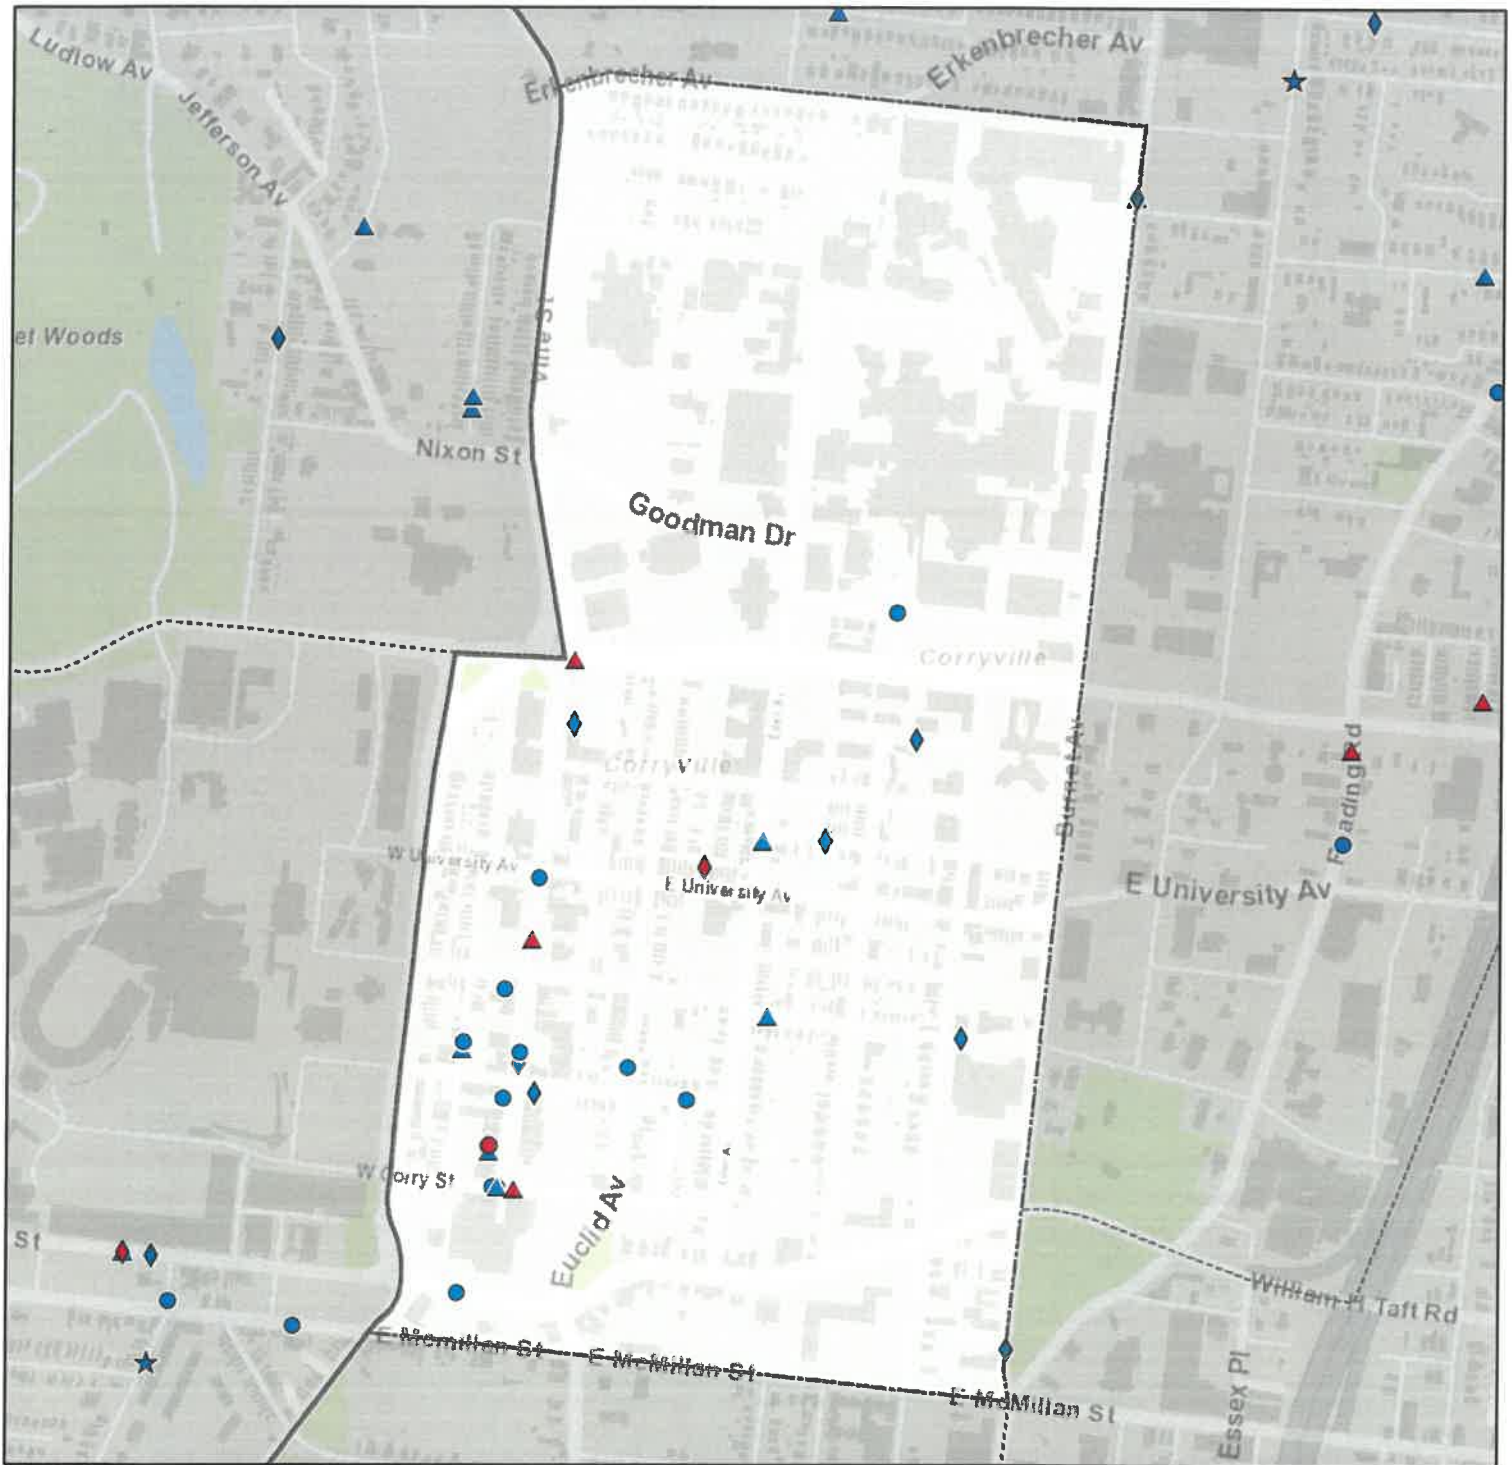 Ludlow Av
Erkenbrecher Av
Erkenbrecher Av
Jefferson Av
et Woods
Vine St
Nixon St
Goodman Dr
Corryville
Corryville
Burnet Av
Reading Rd
W University Av
E University Av
E University Av
W Corry St
Euclid Av
St
William H Taft Rd
E Mcmillan St
E McMillan St
E McMillan St
Essex Pl